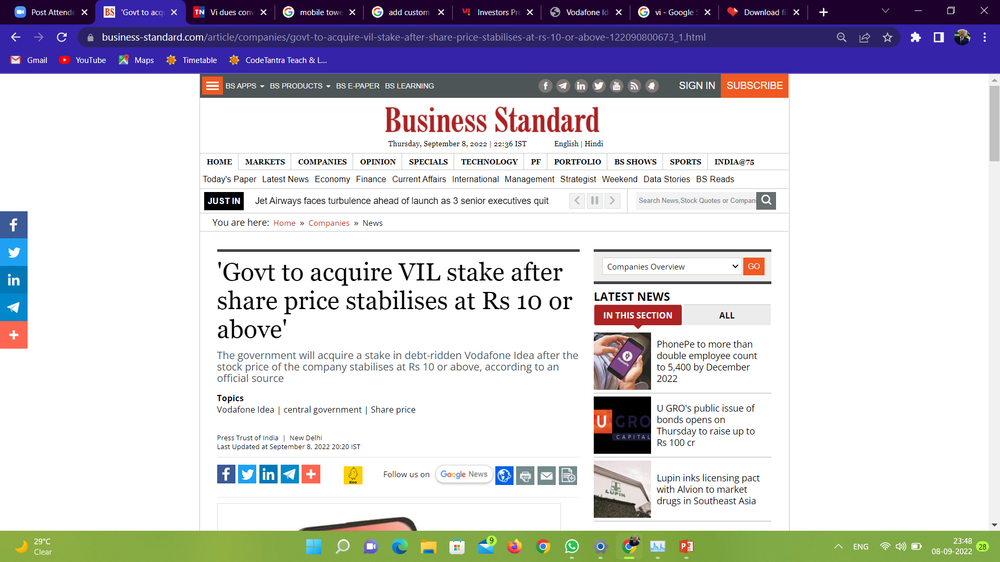 Post Attende
'Govt to acqu
Vi dues conv
mobile towe
add custom
Investors Pre
Vodafone Id
vi - Google S
Download fi
business-standard.com/article/companies/govt-to-acquire-vil-stake-after-share-price-stabilises-at-rs-10-or-above-122090800673_1.html
Gmail
YouTube
Maps
Timetable
CodeTantra Teach & L...
BS APPS BS PRODUCTS BS E-PAPER BS LEARNING
SIGN IN SUBSCRIBE
Business Standard
Thursday, September 8, 2022 | 22:36 IST English | Hindi
HOME MARKETS COMPANIES OPINION SPECIALS TECHNOLOGY PF PORTFOLIO BS SHOWS SPORTS INDIA@75
Today's Paper Latest News Economy Finance Current Affairs International Management Strategist Weekend Data Stories BS Reads
JUST IN Jet Airways faces turbulence ahead of launch as 3 senior executives quit
Search News,Stock Quotes or Compani
You are here: Home » Companies » News
'Govt to acquire VIL stake after
share price stabilises at Rs 10 or
above'
The government will acquire a stake in debt-ridden Vodafone Idea after the
stock price of the company stabilises at Rs 10 or above, according to an
official source
Topics
Vodafone Idea | central government | Share price
Press Trust of India | New Delhi
Last Updated at September 8, 2022 20:20 IST
Koo
Follow us on Google News
Companies Overview GO
LATEST NEWS
IN THIS SECTION ALL
PhonePe
PhonePe to more than
double employee count
to 5,400 by December
2022
U GRO
CAPITAL
U GRO's public issue of
bonds opens on
Thursday to raise up to
Rs 100 cr
LUPIN
Lupin inks licensing pact
with Alvion to market
drugs in Southeast Asia
29°C
Clear
9
ENG
23:48
08-09-2022
28